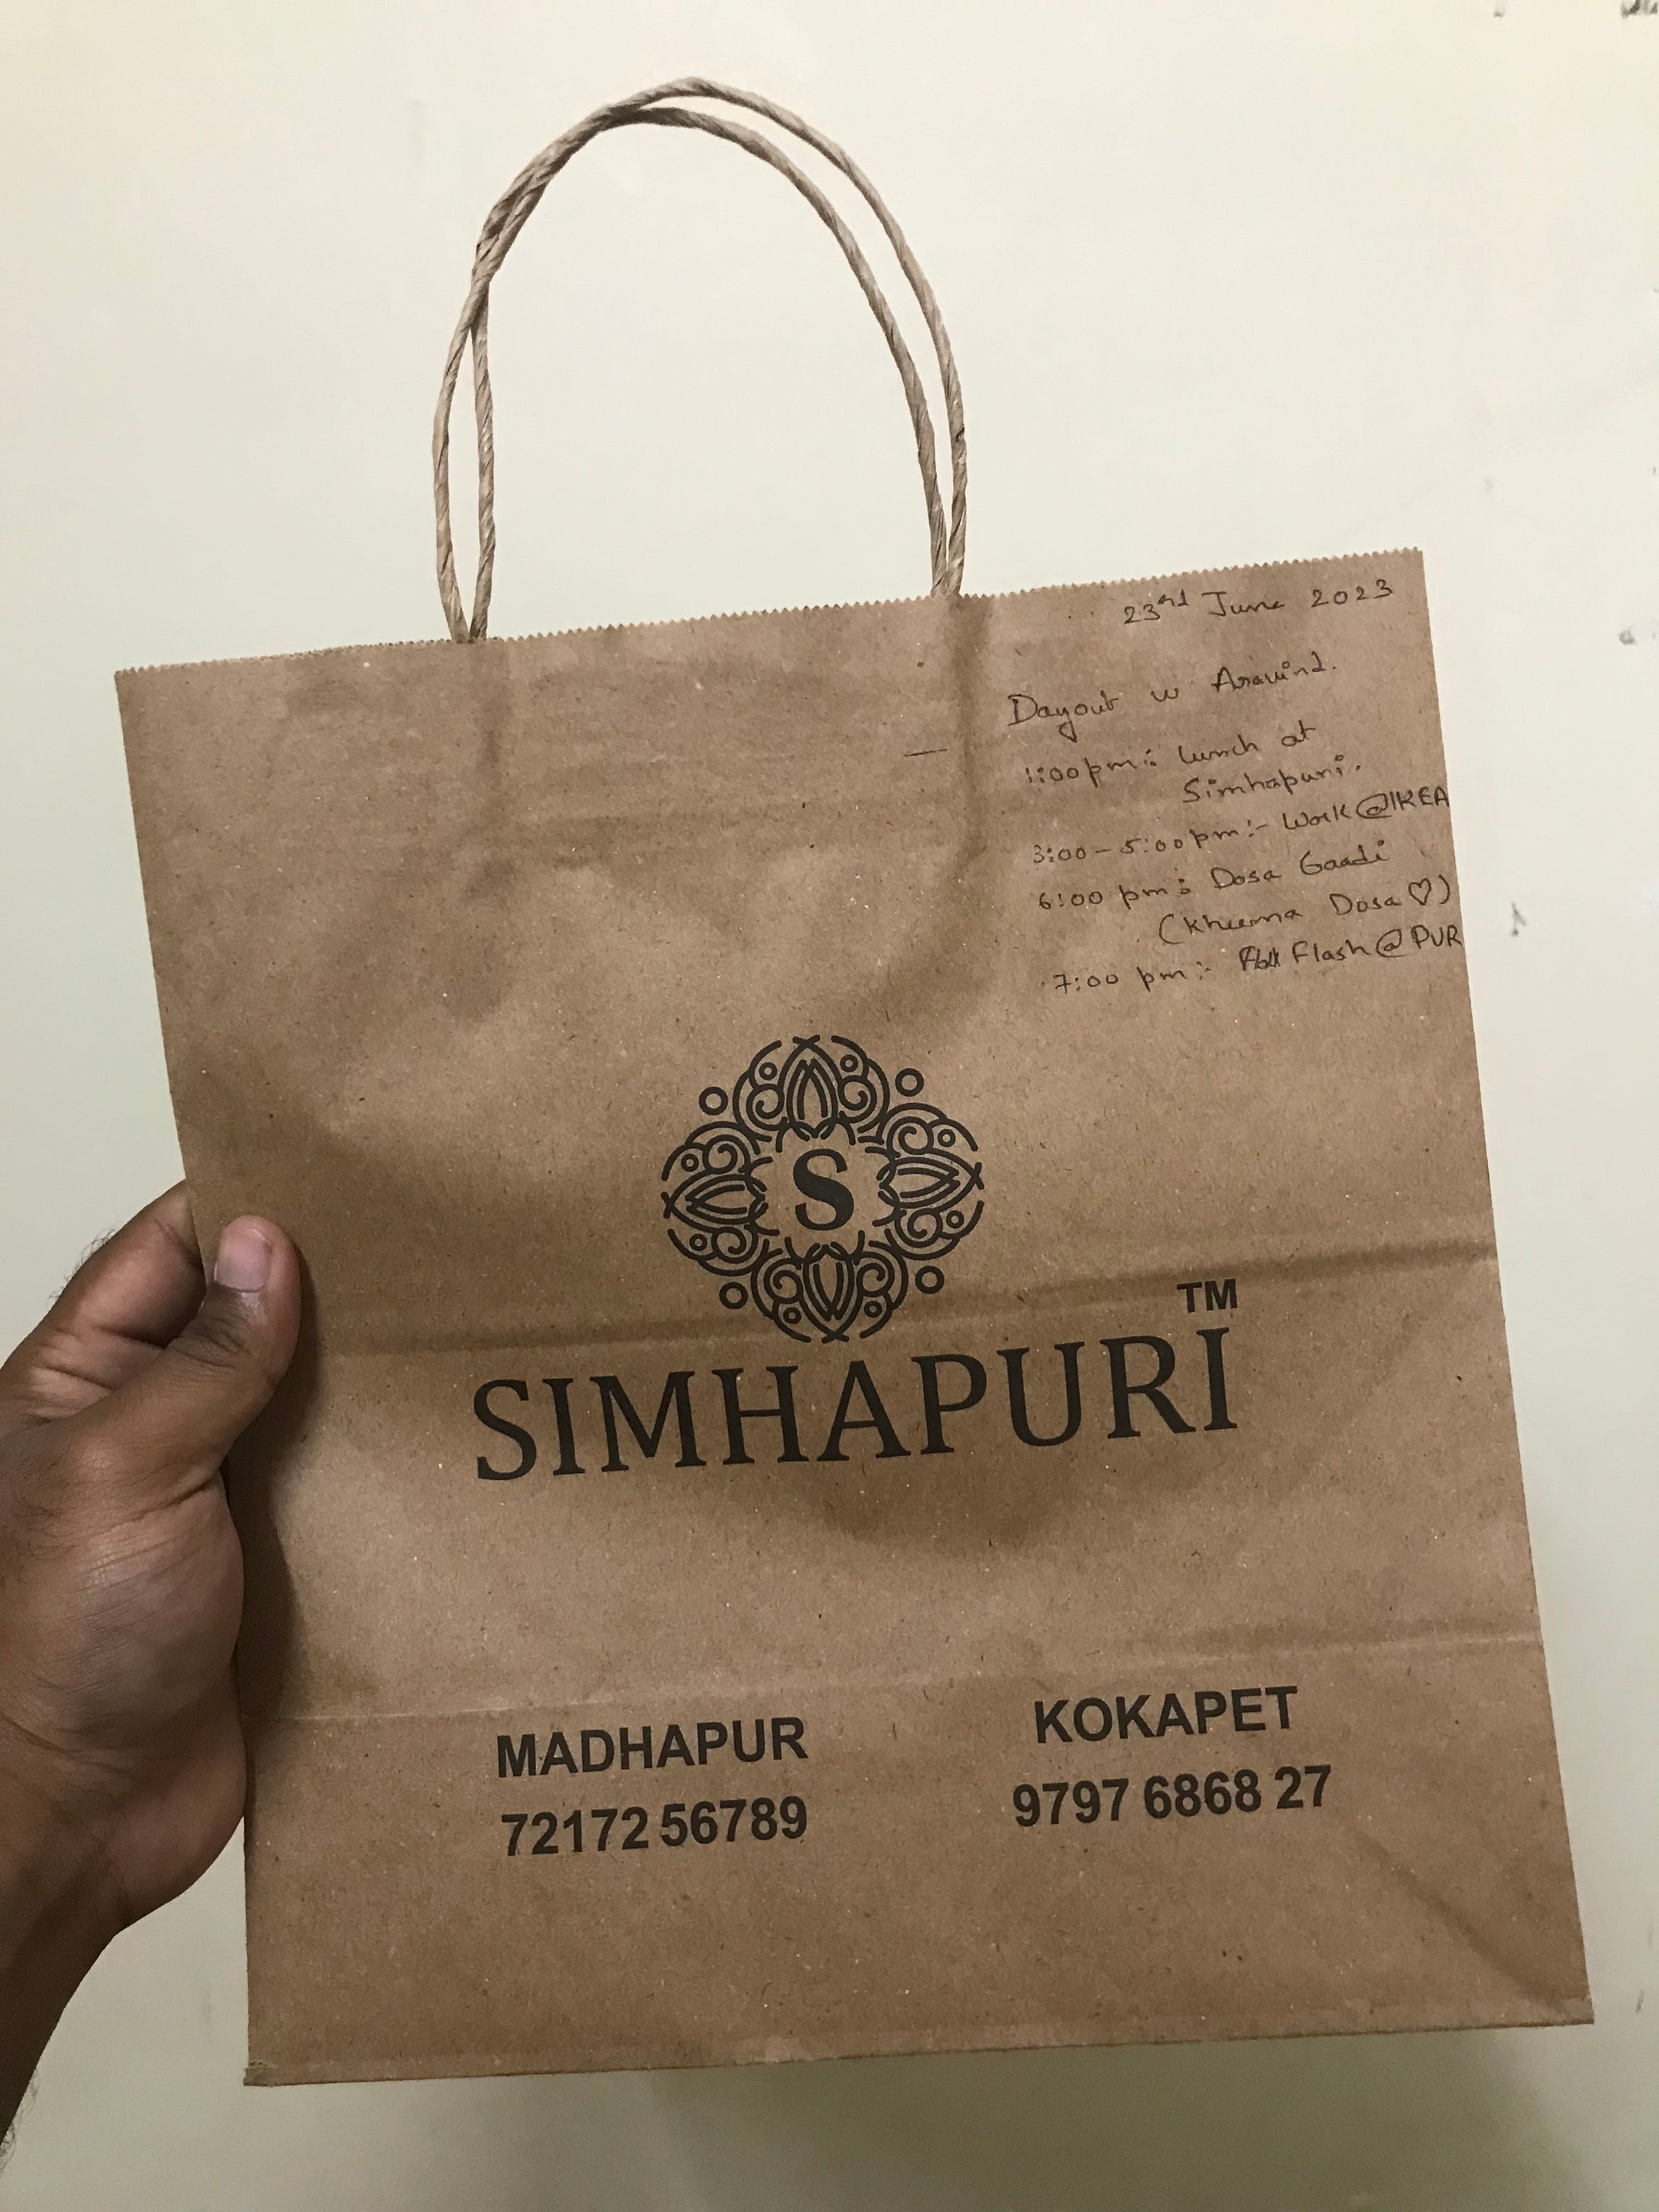 23rd June 2023
Dayout w Aravind.
1:00pm: Lunch at
Simhapuri.
3:00-5:00pm:- Work@IKEA
6:00 pm: Dosa Gaadi
(Kheema Dosa♡)
7:00 pm:- Flash@PVR
S
TM
SIMHAPURI
MADHAPUR
KOKAPET
72172 56789
9797 6868 27